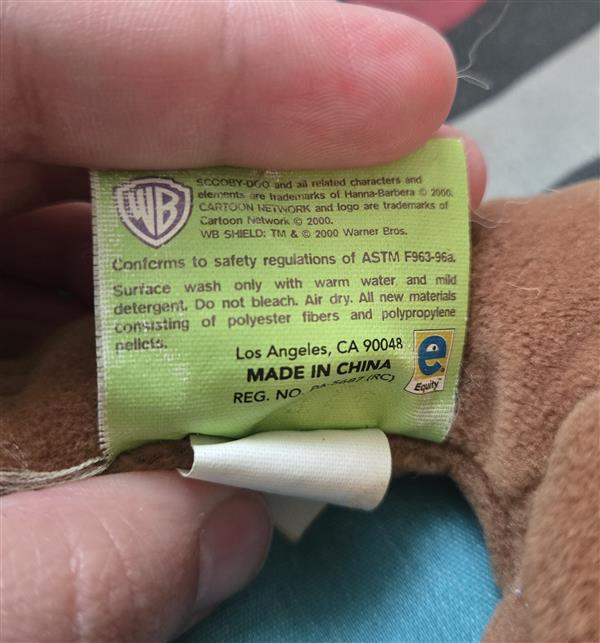 WB
SCOOBY-DOO and all related characters and
elements are trademarks of Hanna-Barbera © 2000.
CARTOON NETWORK and logo are trademarks of
Cartoon Network © 2000.
WB SHIELD: TM & © 2000 Warner Bros.
Conforms to safety regulations of ASTM F963-96a.
Surface wash only with warm water and mild
detergent. Do not bleach. Air dry. All new materials
consisting of polyester fibers and polypropylene
pellets.
Los Angeles, CA 90048
MADE IN CHINA
REG. NO. PA-5687 (RC)
e
Equity